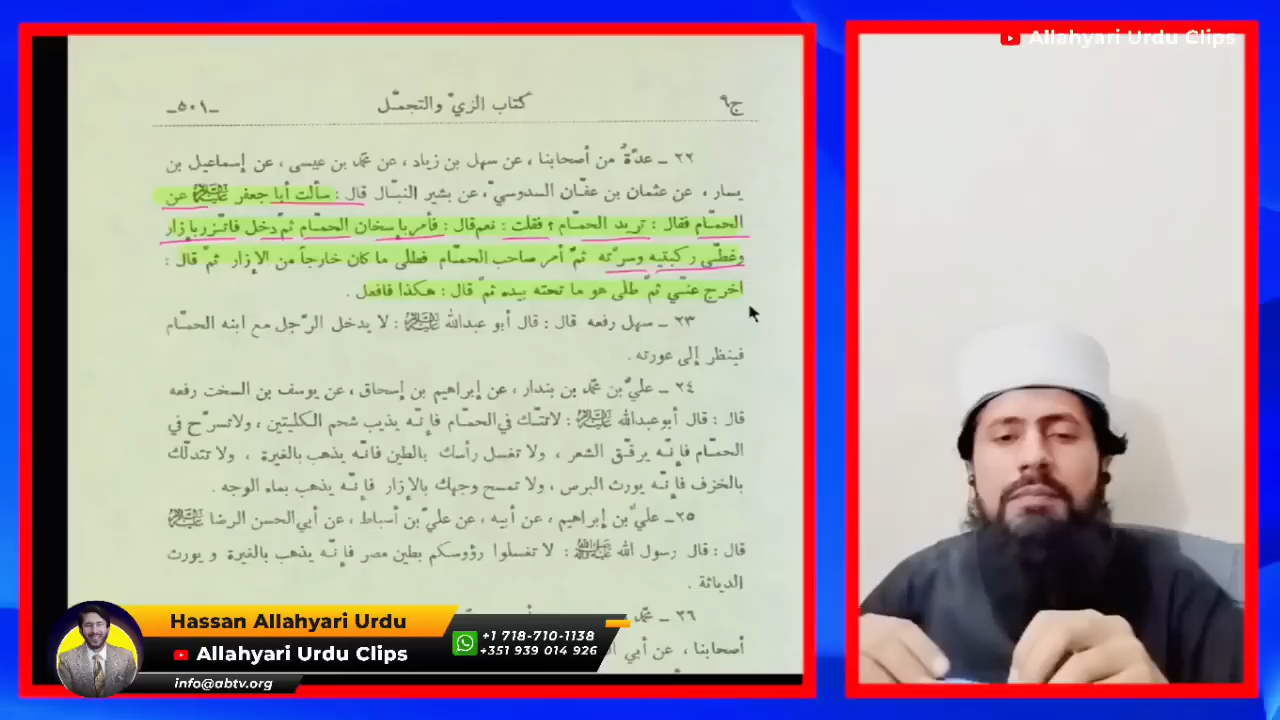 Allahyari Urdu Clips
ج٩ كتاب الزيّ والتجمّل ـ٥٠١ـ
٢٢ ـ عدّةٌ من أصحابنا ، عن سهل بن زياد ، عن محمّد بن عيسى ، عن إسماعيل بن
يسار ، عن عثمان بن عفّان السدوسيّ ، عن بشير النبّال قال : سألت أبا جعفر عليه السلام عن
الحمّام فقال : تريد الحمّام ؟ فقلت : نعم قال : فأمر بإسخان الحمّام ثمّ دخل فاتّزر بإزار
وغطّى ركبتيه وسرّته ثمّ أمر صاحب الحمّام فطلى ما كان خارجاً من الإزار ثمّ قال :
اخرج عنّي ثمّ طلى هو ما تحته بيده ثمّ قال : هكذا فافعل .
٢٣ ـ سهل رفعه قال : قال أبو عبدالله عليه السلام : لا يدخل الرّجل مع ابنه الحمّام
فينظر إلى عورته .
٢٤ ـ عليّ بن محمّد بن بندار ، عن إبراهيم بن إسحاق ، عن يوسف بن السخت رفعه
قال : قال أبوعبدالله عليه السلام : لاتتّك في الحمّام فإنّه يذيب شحم الكليتين ، ولاتسرّح في
الحمّام فإنّه يرقّق الشعر ، ولا تغسل رأسك بالطين فانّه يذهب بالغيرة ، ولا تتدلّك
بالخزف فإنّه يورث البرص ، ولا تمسح وجهك بالإزار فإنّه يذهب بماء الوجه .
٢٥ ـ عليّ بن إبراهيم ، عن أبيه ، عن عليّ بن أسباط ، عن أبي الحسن الرضا عليه السلام
قال : قال رسول الله صلى الله عليه وآله : لا تغسلوا رؤوسكم بطين مصر فإنّه يذهب بالغيرة ويورث
الدياثة .
٢٦ ـ محمّد
أصحابنا ، عن أبي
Hassan Allahyari Urdu
Allahyari Urdu Clips
info@abtv.org
+1 718-710-1138
+351 939 014 926